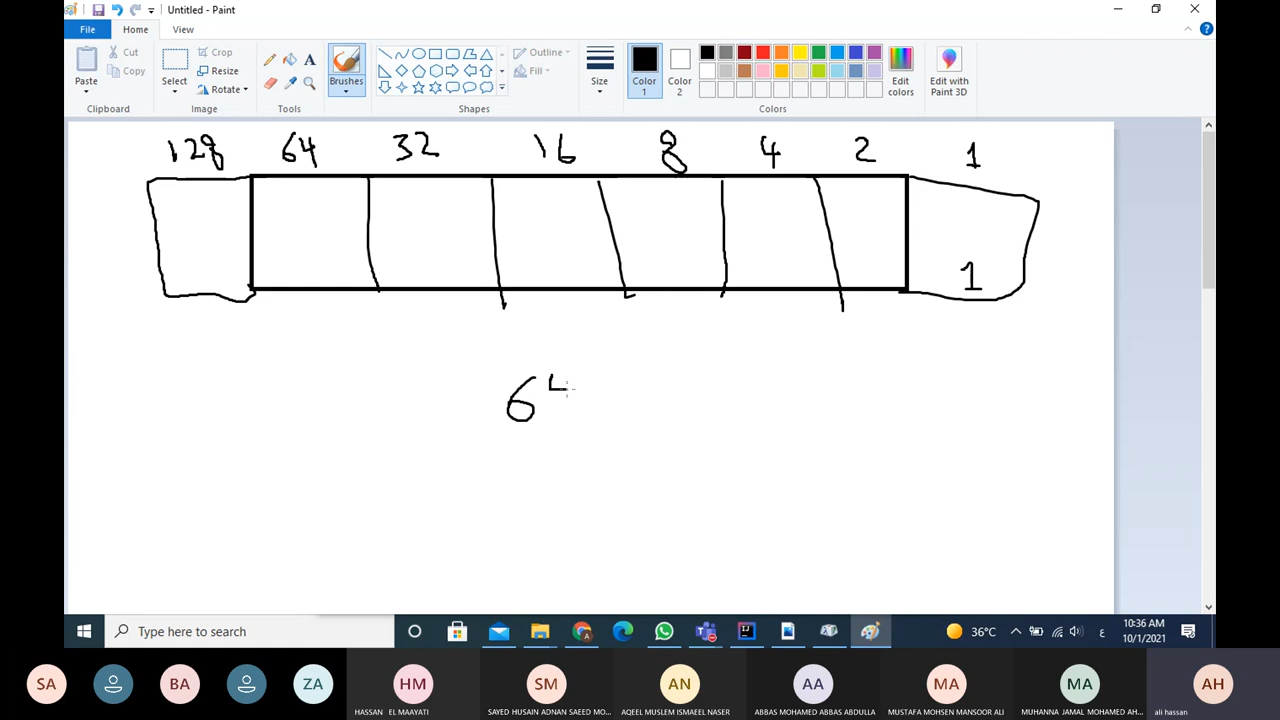 Untitled - Paint
File Home View
Paste
Cut
Copy
Clipboard
Select
Crop
Resize
Rotate
Image
Tools
Brushes
Shapes
Outline
Fill
Size
Color 1
Color 2
Colors
Edit colors
Edit with Paint 3D
128 64 32 16 8 4 2 1
1
64
Type here to search
36°C
ع
10:36 AM
10/1/2021
SA BA ZA HM SM AN AA MA MA AH
HASSAN EL MAAYATI
SAYED HUSAIN ADNAN SAEED MO...
AQEEL MUSLEM ISMAEEL NASER
ABBAS MOHAMED ABBAS ABDULLA
MUSTAFA MOHSEN MANSOOR ALI
MUHANNA JAMAL MOHAMED AH...
ali hassan